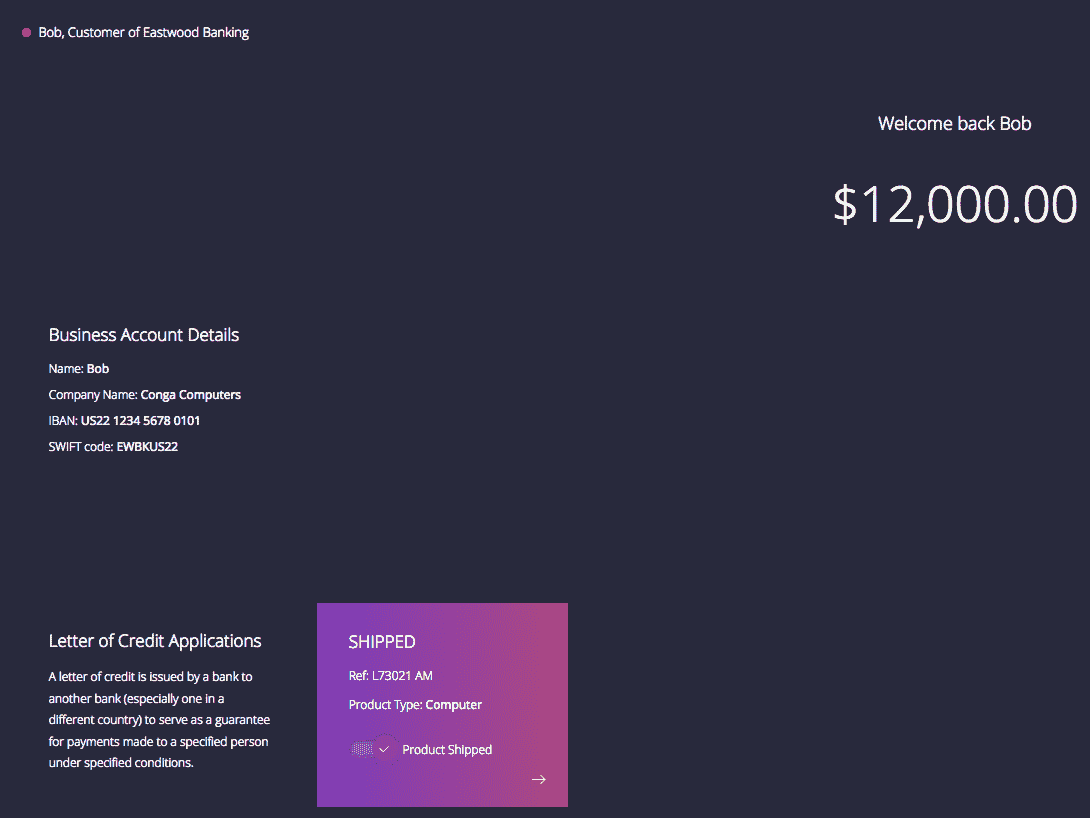 Bob, Customer of Eastwood Banking
Welcome back Bob
$12,000.00
Business Account Details
Name: Bob
Company Name: Conga Computers
IBAN: US22 1234 5678 0101
SWIFT code: EWBKUS22
Letter of Credit Applications
A letter of credit is issued by a bank to
another bank (especially one in a
different country) to serve as a guarantee
for payments made to a specified person
under specified conditions.
SHIPPED
Ref: L73021 AM
Product Type: Computer
Product Shipped